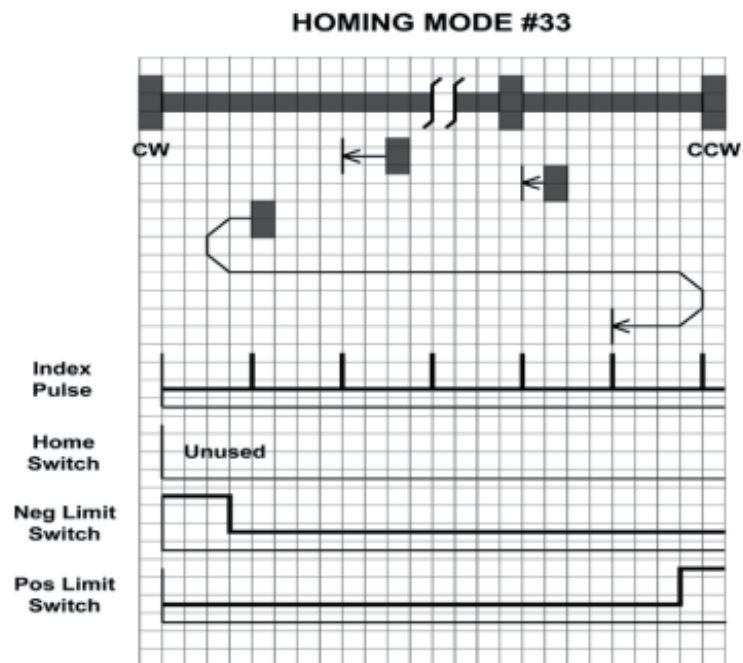 HOMING MODE #33
CW
CCW
Index
Pulse
Home
Switch
Unused
Neg Limit
Switch
Pos Limit
Switch